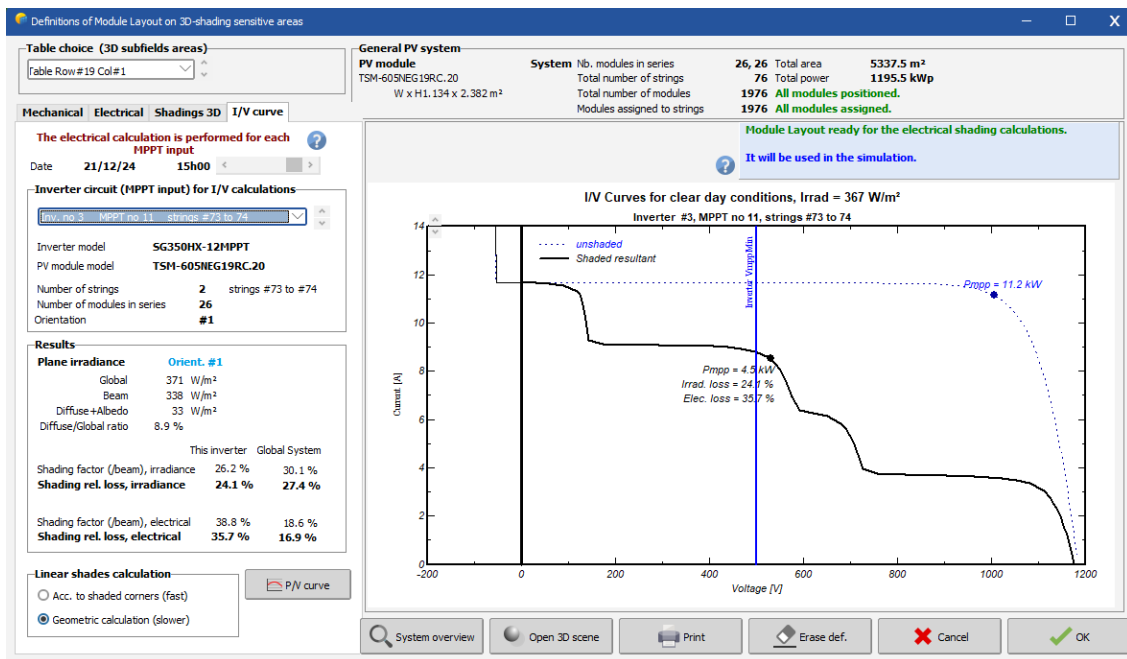 Definitions of Module Layout on 3D-shading sensitive areas
Table choice (3D subfields areas)
Table Row#19 Col#1
General PV system
PV module
TSM-605NEG19RC.20
W x H1.134 x 2.382 m²
System Nb. modules in series 26, 26 Total area 5337.5 m²
Total number of strings 76 Total power 1195.5 kWp
Total number of modules 1976 All modules positioned.
Modules assigned to strings 1976 All modules assigned.
Mechanical Electrical Shadings 3D I/V curve
The electrical calculation is performed for each
MPPT input
?
Date 21/12/24 15h00
Inverter circuit (MPPT input) for I/V calculations
Inv. no 3 MPPT no 11 strings #73 to 74
Inverter model SG350HX-12MPPT
PV module model TSM-605NEG19RC.20
Number of strings 2 strings #73 to #74
Number of modules in series 26
Orientation #1
Results
Plane irradiance Orient. #1
Global 371 W/m²
Beam 338 W/m²
Diffuse+Albedo 33 W/m²
Diffuse/Global ratio 8.9 %
This inverter Global System
Shading factor (/beam), irradiance 26.2 % 30.1 %
Shading rel. loss, irradiance 24.1 % 27.4 %
Shading factor (/beam), electrical 38.8 % 18.6 %
Shading rel. loss, electrical 35.7 % 16.9 %
Linear shades calculation
Acc. to shaded corners (fast)
Geometric calculation (slower)
P/V curve
Module Layout ready for the electrical shading calculations.
It will be used in the simulation.
?
I/V Curves for clear day conditions, Irrad = 367 W/m²
Inverter #3, MPPT no 11, strings #73 to 74
unshaded
Shaded resultant
Inverter VmppMin
Pmpp = 11.2 kW
Pmpp = 4.5 kW
Irrad. loss = 24.1 %
Elec. loss = 35.7 %
Current [A]
14
12
10
8
6
4
2
0
-200 0 200 400 600 800 1000 1200
Voltage [V]
System overview Open 3D scene Print Erase def. Cancel OK